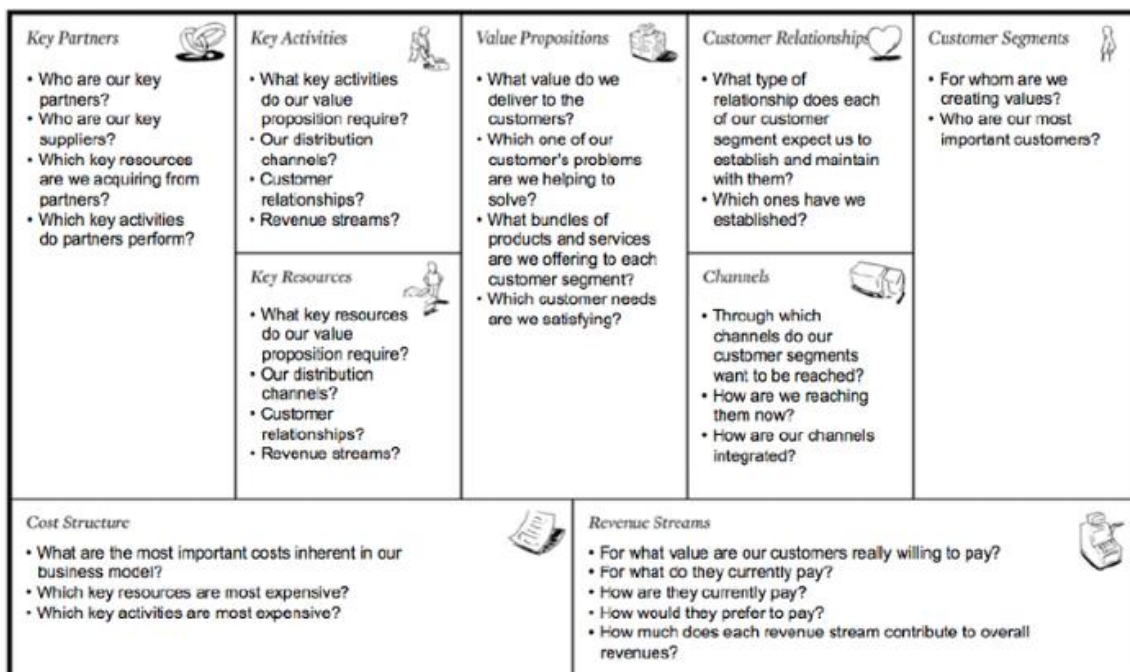 Key Partners
• Who are our key
partners?
• Who are our key
suppliers?
• Which key resources
are we acquiring from
partners?
• Which key activities
do partners perform?
Key Activities
• What key activities
do our value
proposition require?
• Our distribution
channels?
• Customer
relationships?
• Revenue streams?
Key Resources
• What key resources
do our value
proposition require?
• Our distribution
channels?
• Customer
relationships?
• Revenue streams?
Value Propositions
• What value do we
deliver to the
customers?
• Which one of our
customer's problems
are we helping to
solve?
• What bundles of
products and services
are we offering to each
customer segment?
• Which customer needs
are we satisfying?
Customer Relationships
• What type of
relationship does each
of our customer
segment expect us to
establish and maintain
with them?
• Which ones have we
established?
Channels
• Through which
channels do our
customer segments
want to be reached?
• How are we reaching
them now?
• How are our channels
integrated?
Customer Segments
• For whom are we
creating values?
• Who are our most
important customers?
Cost Structure
• What are the most important costs inherent in our
business model?
• Which key resources are most expensive?
• Which key activities are most expensive?
Revenue Streams
• For what value are our customers really willing to pay?
• For what do they currently pay?
• How are they currently pay?
• How would they prefer to pay?
• How much does each revenue stream contribute to overall
revenues?